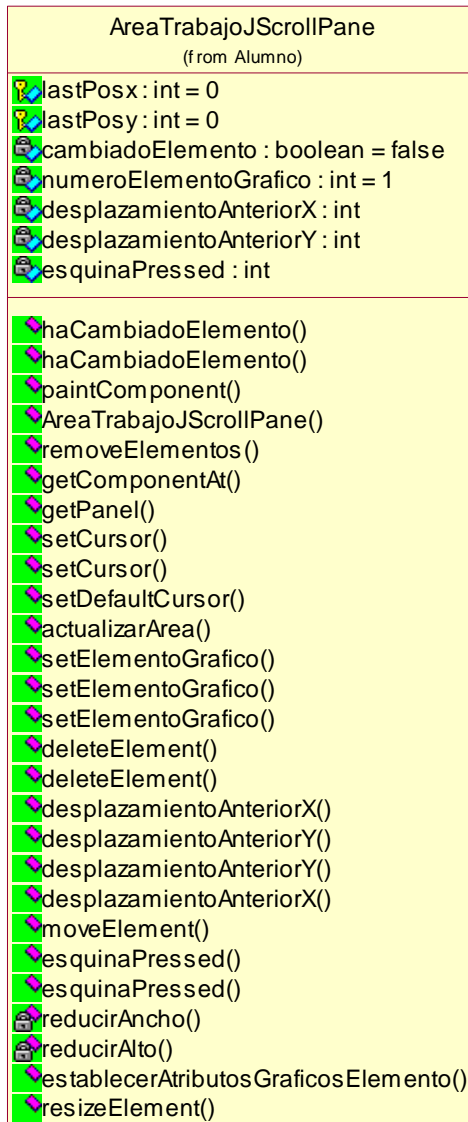 AreaTrabajoJScrollPane
(from Alumno)
lastPosx : int = 0
lastPosy : int = 0
cambiadoElemento : boolean = false
numeroElementoGrafico : int = 1
desplazamientoAnteriorX : int
desplazamientoAnteriorY : int
esquinaPressed : int
haCambiadoElemento()
haCambiadoElemento()
paintComponent()
AreaTrabajoJScrollPane()
removeElementos()
getComponentAt()
getPanel()
setCursor()
setCursor()
setDefaultCursor()
actualizarArea()
setElementoGrafico()
setElementoGrafico()
setElementoGrafico()
deleteElement()
deleteElement()
desplazamientoAnteriorX()
desplazamientoAnteriorY()
desplazamientoAnteriorY()
desplazamientoAnteriorX()
moveElement()
esquinaPressed()
esquinaPressed()
reducirAncho()
reducirAlto()
establecerAtributosGraficosElemento()
resizeElement()